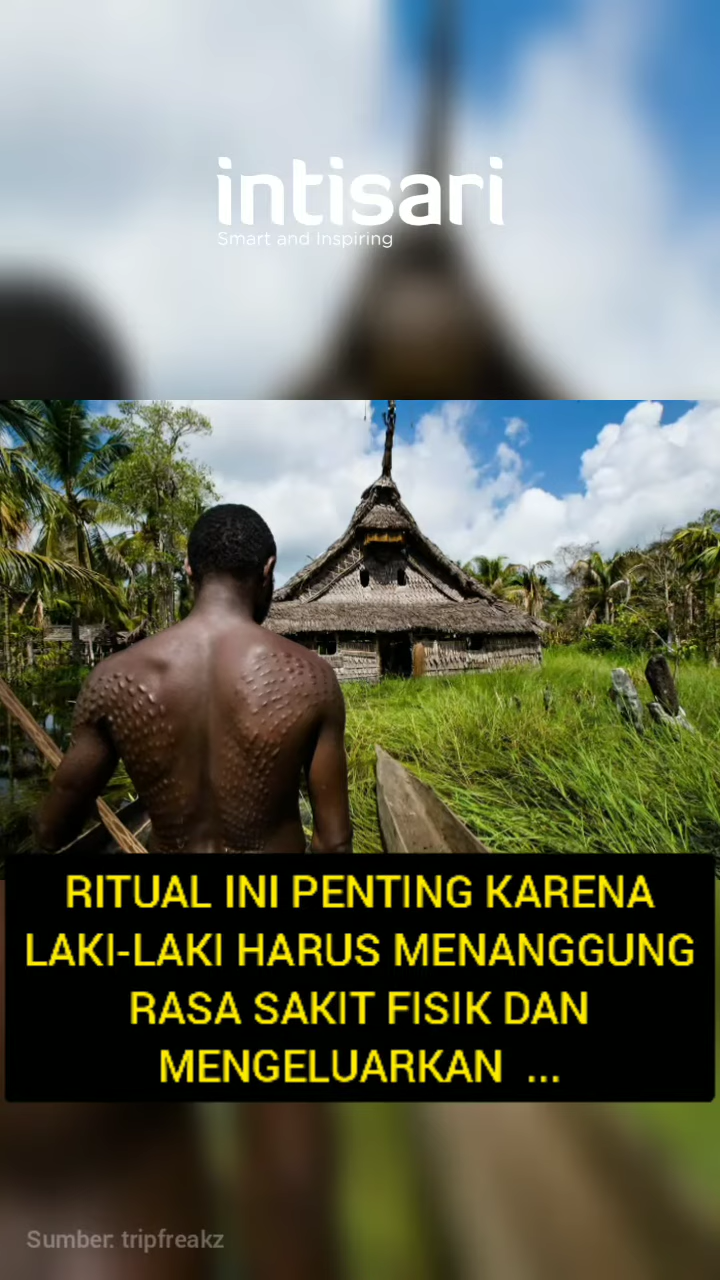 intisari
Smart and Inspiring
RITUAL INI PENTING KARENA
LAKI-LAKI HARUS MENANGGUNG
RASA SAKIT FISIK DAN
MENGELUARKAN ...
Sumber: tripfreakz